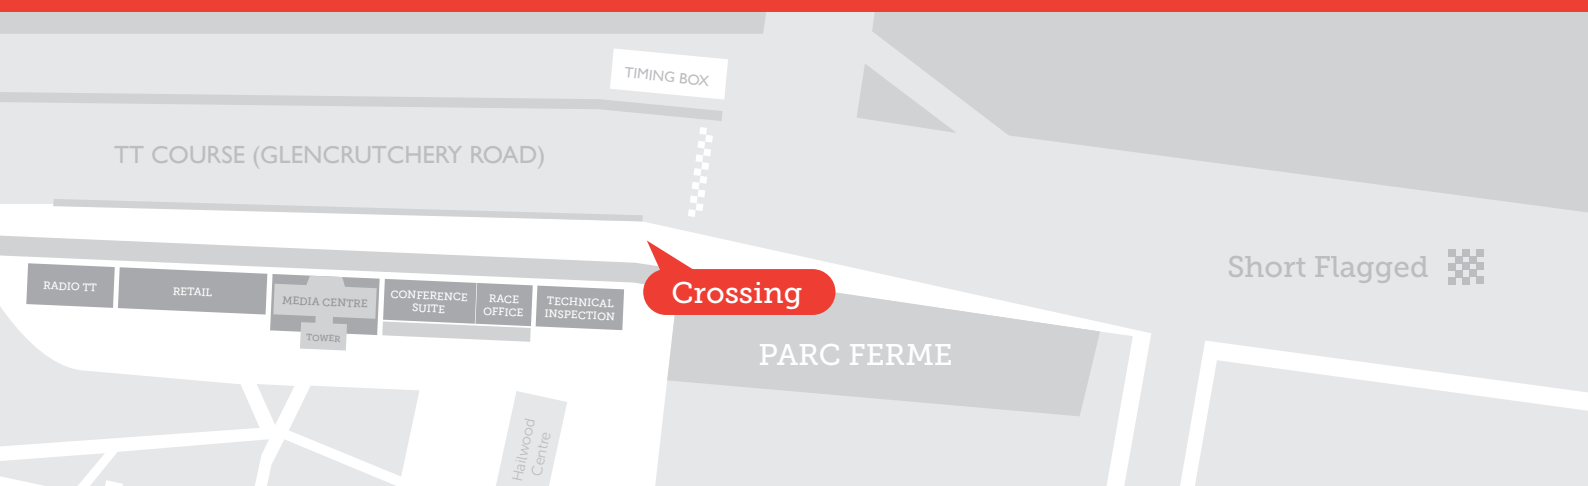 TIMING BOX
TT COURSE (GLENCRUTCHERY ROAD)
Short Flagged
RADIO TT
RETAIL
MEDIA CENTRE
TOWER
CONFERENCE
SUITE
RACE
OFFICE
TECHNICAL
INSPECTION
Crossing
PARC FERME
Hailwood
Centre